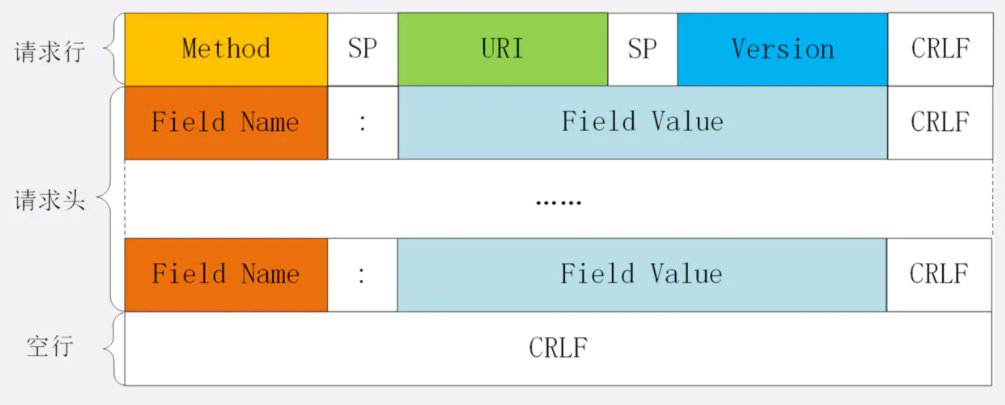 请求行 Method SP URI SP Version CRLF
Field Name : Field Value CRLF
请求头 ……
Field Name : Field Value CRLF
空行 CRLF